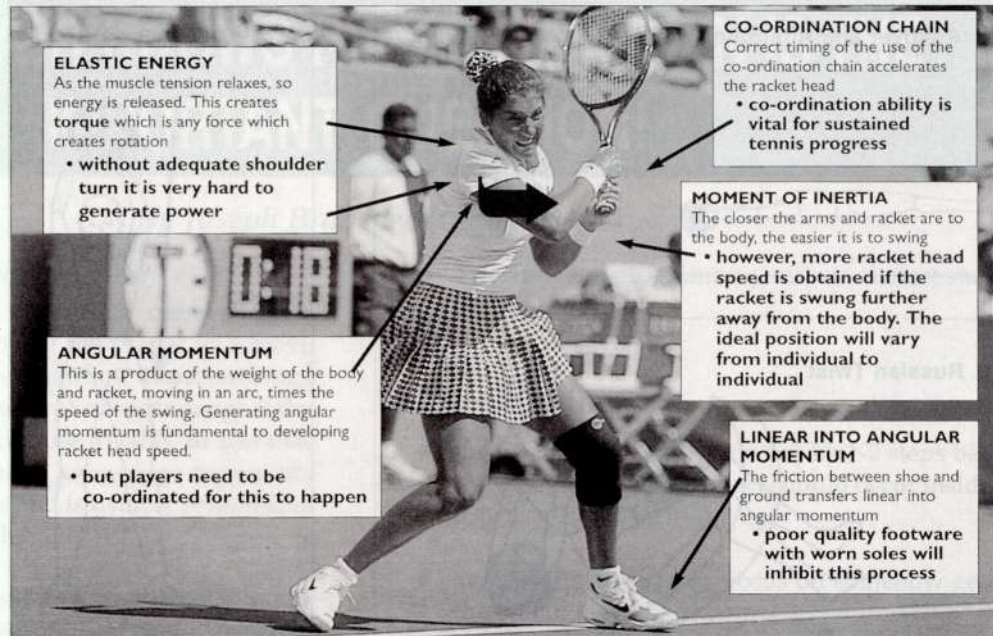 ELASTIC ENERGY
As the muscle tension relaxes, so
energy is released. This creates
torque which is any force which
creates rotation
• without adequate shoulder
turn it is very hard to
generate power
CO-ORDINATION CHAIN
Correct timing of the use of the
co-ordination chain accelerates
the racket head
• co-ordination ability is
vital for sustained
tennis progress
MOMENT OF INERTIA
The closer the arms and racket are to
the body, the easier it is to swing
• however, more racket head
speed is obtained if the
racket is swung further
away from the body. The
ideal position will vary
from individual to
individual
0:18
ANGULAR MOMENTUM
This is a product of the weight of the body
and racket, moving in an arc, times the
speed of the swing. Generating angular
momentum is fundamental to developing
racket head speed.
• but players need to be
co-ordinated for this to happen
LINEAR INTO ANGULAR
MOMENTUM
The friction between shoe and
ground transfers linear into
angular momentum
• poor quality footware
with worn soles will
inhibit this process